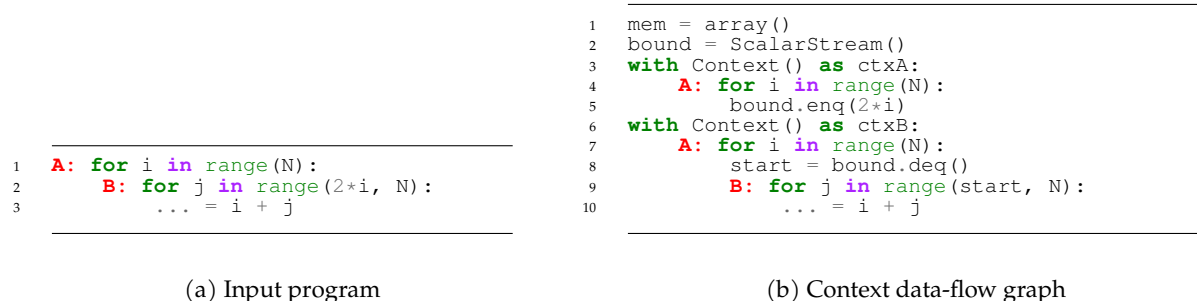 1 A: for i in range(N):
2     B: for j in range(2*i, N):
3         ... = i + j
(a) Input program
1 mem = array()
2 bound = ScalarStream()
3 with Context() as ctxA:
4     A: for i in range(N):
5         bound.enq(2*i)
6 with Context() as ctxB:
7     A: for i in range(N):
8         start = bound.deq()
9         B: for j in range(start, N):
10             ... = i + j
(b) Context data-flow graph